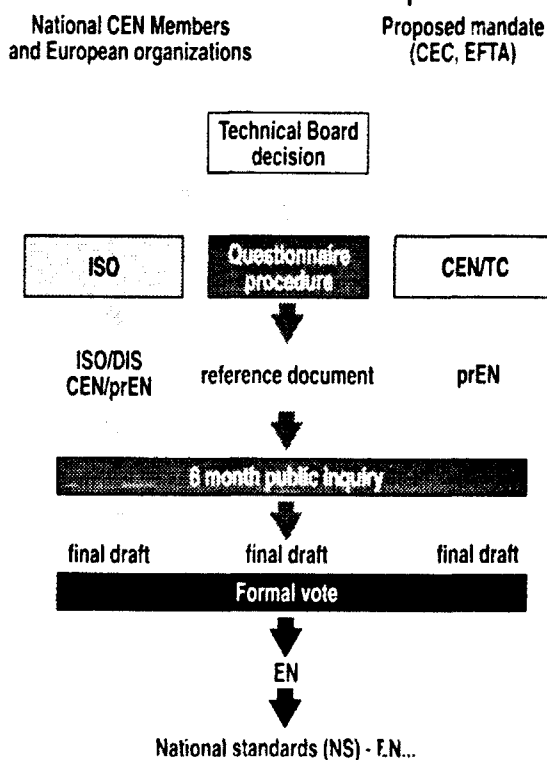 National CEN Members
and European organizations
Proposed mandate
(CEC, EFTA)
Technical Board
decision
ISO
Questionnaire
procedure
CEN/TC
ISO/DIS
CEN/prEN
reference document
prEN
6 month public inquiry
final draft
final draft
final draft
Formal vote
EN
National standards (NS) - EN...